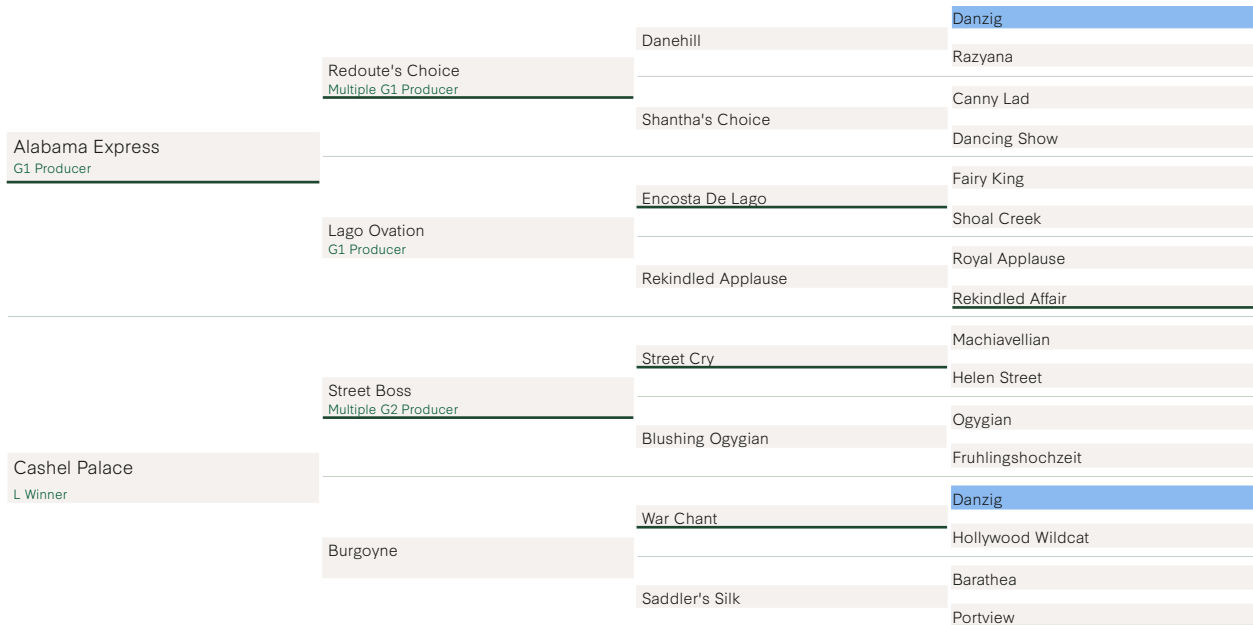 Danzig
Danehill
Razyana
Redoute's Choice
Multiple G1 Producer
Canny Lad
Shantha's Choice
Dancing Show
Alabama Express
G1 Producer
Fairy King
Encosta De Lago
Shoal Creek
Lago Ovation
G1 Producer
Royal Applause
Rekindled Applause
Rekindled Affair
Machiavellian
Street Cry
Helen Street
Street Boss
Multiple G2 Producer
Ogygian
Blushing Ogygian
Fruhlingshochzeit
Cashel Palace
L Winner
Danzig
War Chant
Hollywood Wildcat
Burgoyne
Barathea
Saddler's Silk
Portview